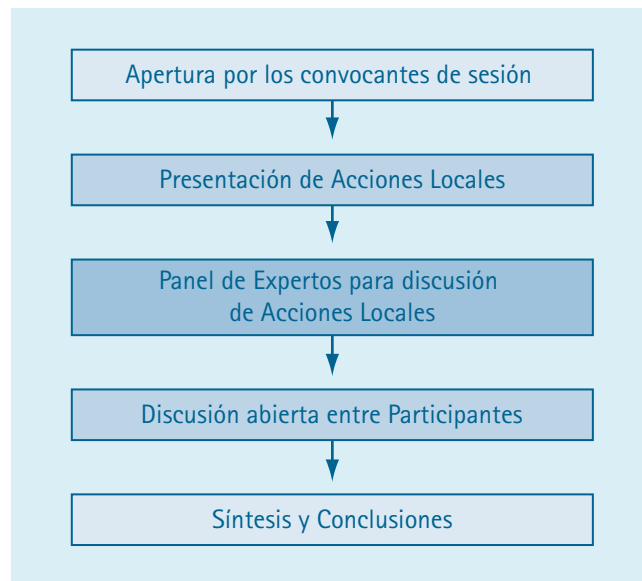 Apertura por los convocantes de sesión
Presentación de Acciones Locales
Panel de Expertos para discusión
de Acciones Locales
Discusión abierta entre Participantes
Síntesis y Conclusiones